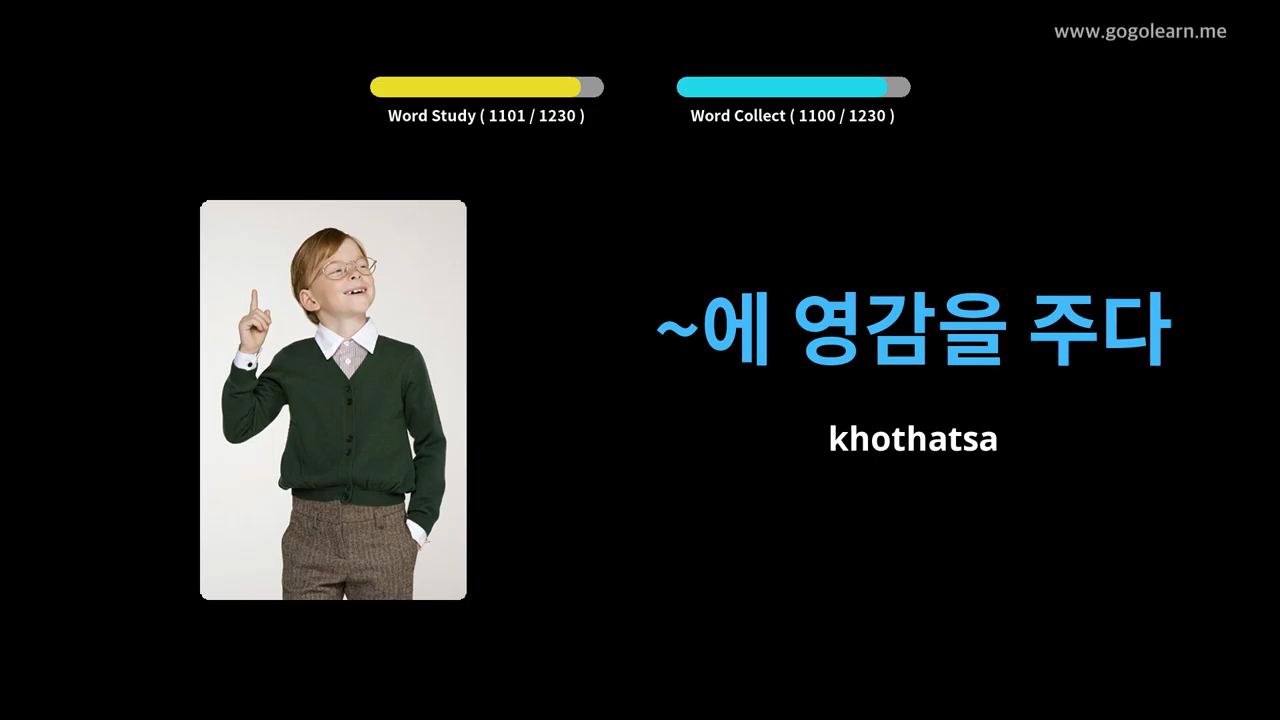 www.gogolearn.me
Word Study ( 1101 / 1230 )
Word Collect ( 1100 / 1230 )
~에 영감을 주다
khothatsa